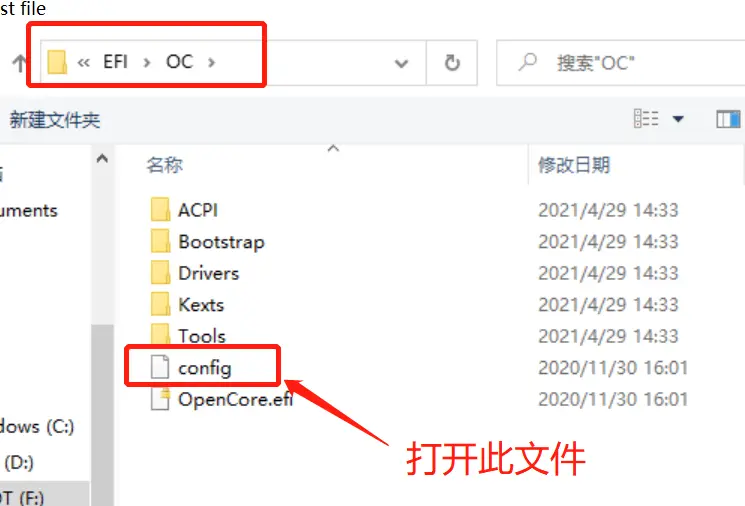 st file
« EFI › OC ›
搜索"OC"
新建文件夹
名称
修改日期
uments
ACPI
2021/4/29 14:33
Bootstrap
2021/4/29 14:33
Drivers
2021/4/29 14:33
Kexts
2021/4/29 14:33
Tools
2021/4/29 14:33
config
2020/11/30 16:01
OpenCore.efi
2020/11/30 16:01
dows (C:)
(D:)
OT (F:)
打开此文件